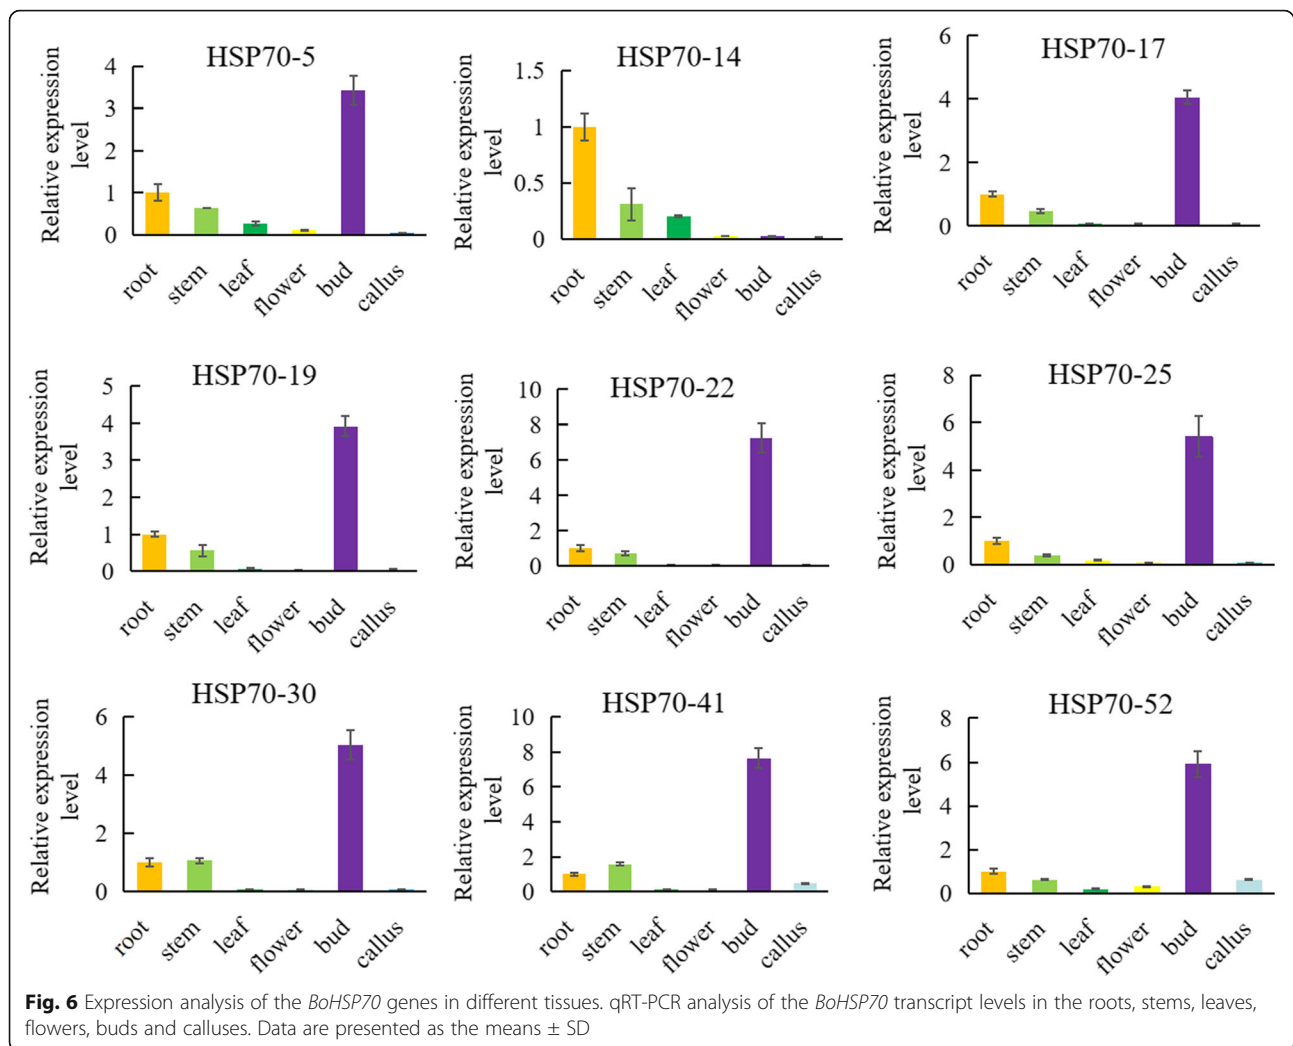 HSP70-5
Relative expression
level
4
3
2
1
0
root
stem
leaf
flower
bud
callus
HSP70-14
Relative expression
level
1.5
1
0.5
0
root
stem
leaf
flower
bud
callus
HSP70-17
Relative expression
level
6
4
2
0
root
stem
leaf
flower
bud
callus
HSP70-19
Relative expression
level
5
4
3
2
1
0
root
stem
leaf
flower
bud
callus
HSP70-22
Relative expression
level
10
8
6
4
2
0
root
stem
leaf
flower
bud
callus
HSP70-25
Relative expression
level
8
6
4
2
0
root
stem
leaf
flower
bud
callus
HSP70-30
Relative expression
level
6
4
2
0
root
stem
leaf
flower
bud
callus
HSP70-41
Relative expression
level
10
8
6
4
2
0
root
stem
leaf
flower
bud
callus
HSP70-52
Relative expression
level
8
6
4
2
0
root
stem
leaf
flower
bud
callus
Fig. 6 Expression analysis of the BoHSP70 genes in different tissues. qRT-PCR analysis of the BoHSP70 transcript levels in the roots, stems, leaves,
flowers, buds and calluses. Data are presented as the means ± SD